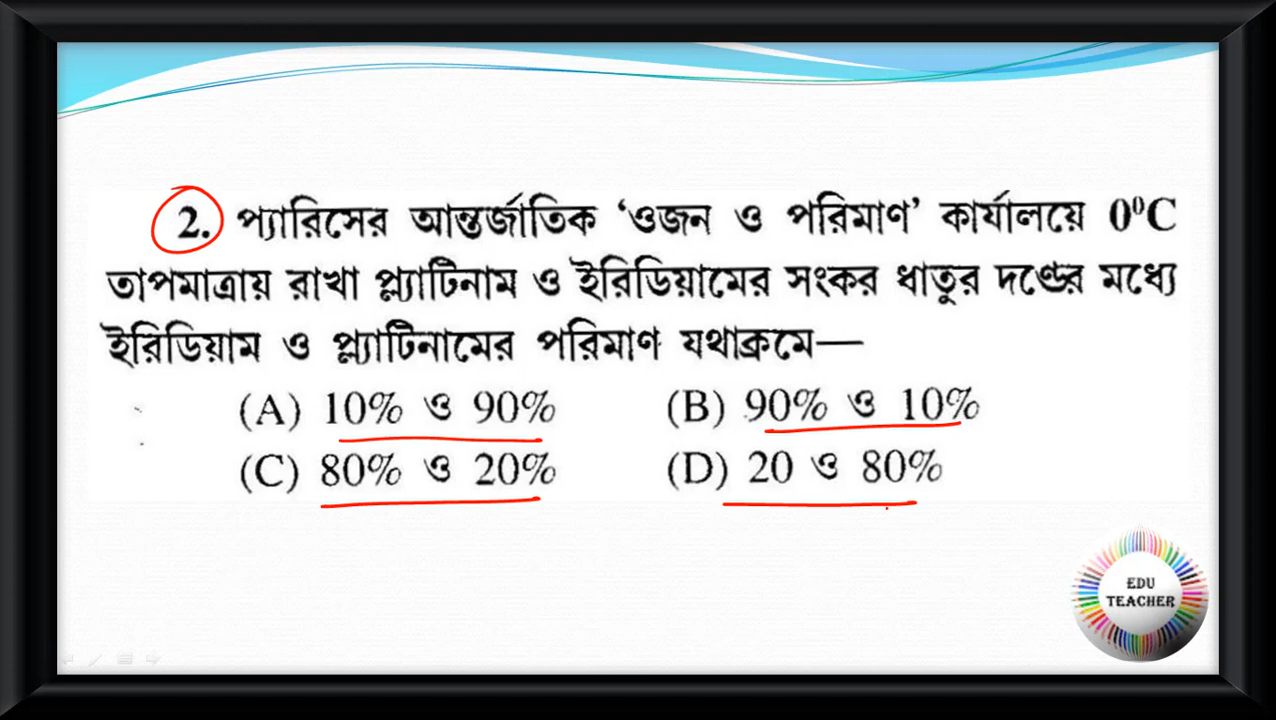 2. প্যারিসের আন্তর্জাতিক ‘ওজন ও পরিমাণ’ কার্যালয়ে 0⁰C
তাপমাত্রায় রাখা প্ল্যাটিনাম ও ইরিডিয়ামের সংকর ধাতুর দণ্ডের মধ্যে
ইরিডিয়াম ও প্ল্যাটিনামের পরিমাণ যথাক্রমে—
(A) 10% ও 90% (B) 90% ও 10%
(C) 80% ও 20% (D) 20 ও 80%
EDU
TEACHER